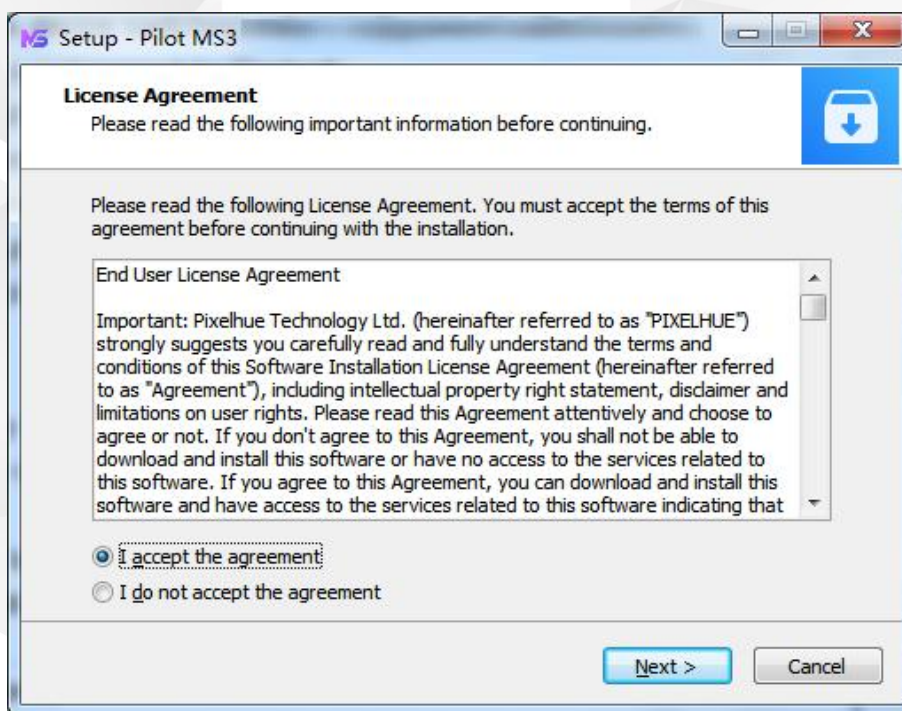 MS Setup - Pilot MS3
License Agreement
Please read the following important information before continuing.
Please read the following License Agreement. You must accept the terms of this
agreement before continuing with the installation.
End User License Agreement
Important: Pixelhue Technology Ltd. (hereinafter referred to as "PIXELHUE")
strongly suggests you carefully read and fully understand the terms and
conditions of this Software Installation License Agreement (hereinafter referred
to as "Agreement"), including intellectual property right statement, disclaimer and
limitations on user rights. Please read this Agreement attentively and choose to
agree or not. If you don't agree to this Agreement, you shall not be able to
download and install this software or have no access to the services related to
this software. If you agree to this Agreement, you can download and install this
software and have access to the services related to this software indicating that
I accept the agreement
I do not accept the agreement
Next >
Cancel